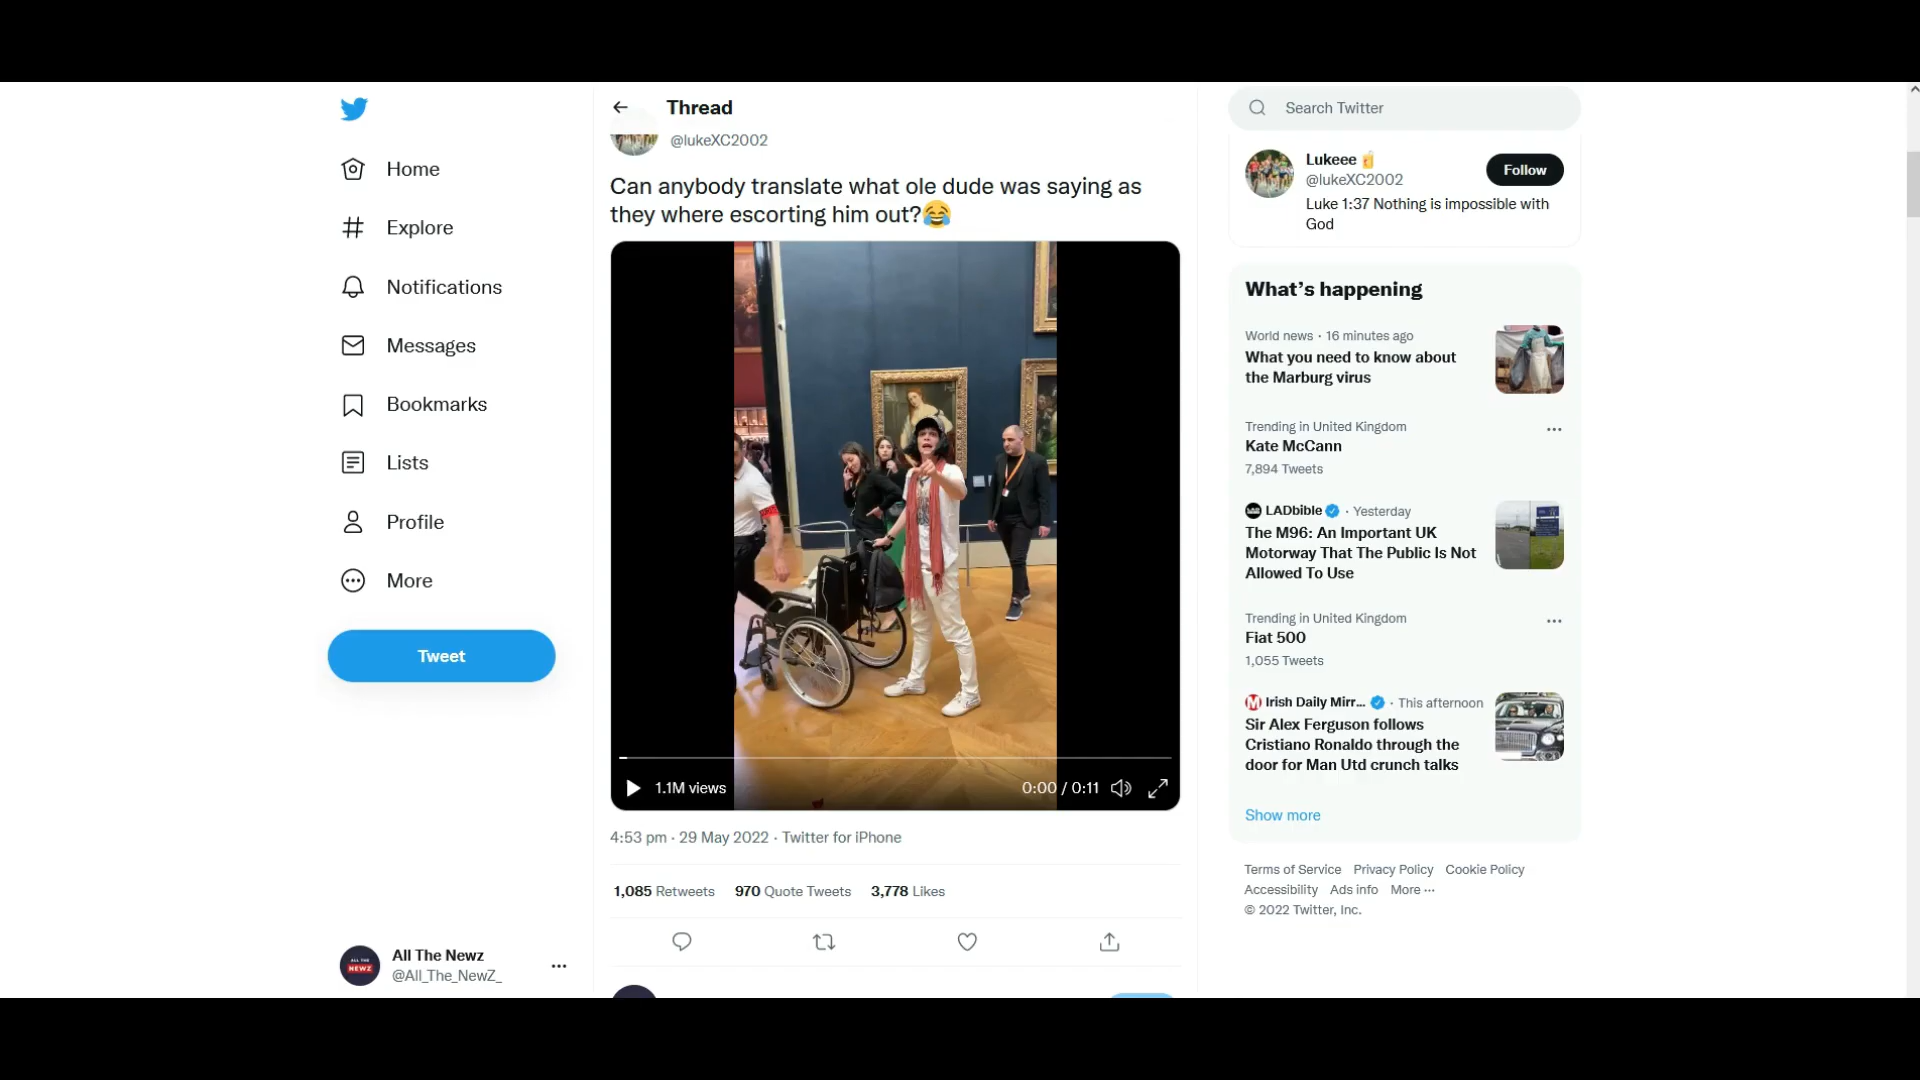 Home
Explore
Notifications
Messages
Bookmarks
Lists
Profile
More
Tweet
ALL THE
NEWZ
All The Newz
@All_The_NewZ_
Thread
@lukeXC2002
Can anybody translate what ole dude was saying as
they where escorting him out?😂
1.1M views
0:00 / 0:11
4:53 pm · 29 May 2022 · Twitter for iPhone
1,085 Retweets 970 Quote Tweets 3,778 Likes
Search Twitter
Lukeee 🍺
@lukeXC2002
Follow
Luke 1:37 Nothing is impossible with
God
What's happening
World news · 16 minutes ago
What you need to know about
the Marburg virus
Trending in United Kingdom
Kate McCann
7,894 Tweets
LADbible · Yesterday
The M96: An Important UK
Motorway That The Public Is Not
Allowed To Use
Trending in United Kingdom
Fiat 500
1,055 Tweets
Irish Daily Mirr... · This afternoon
Sir Alex Ferguson follows
Cristiano Ronaldo through the
door for Man Utd crunch talks
Show more
Terms of Service Privacy Policy Cookie Policy
Accessibility Ads info More ···
© 2022 Twitter, Inc.